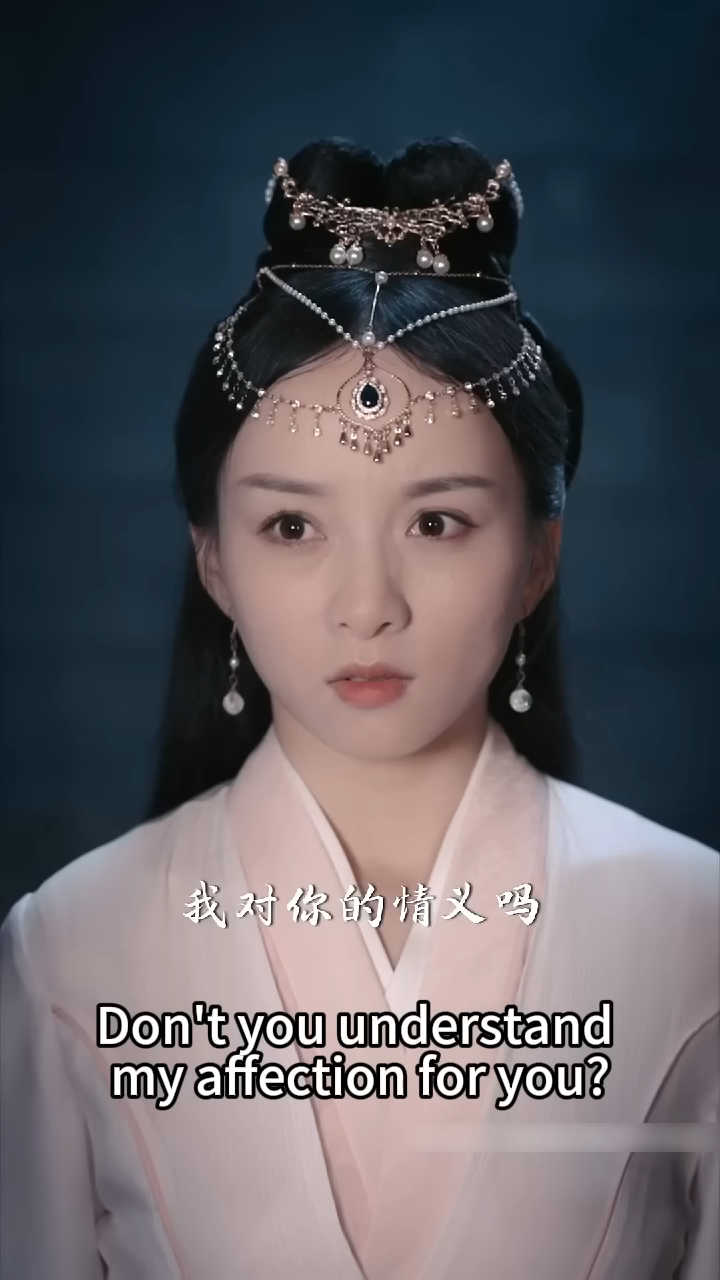 我对你的情义吗
Don't you understand
my affection for you?